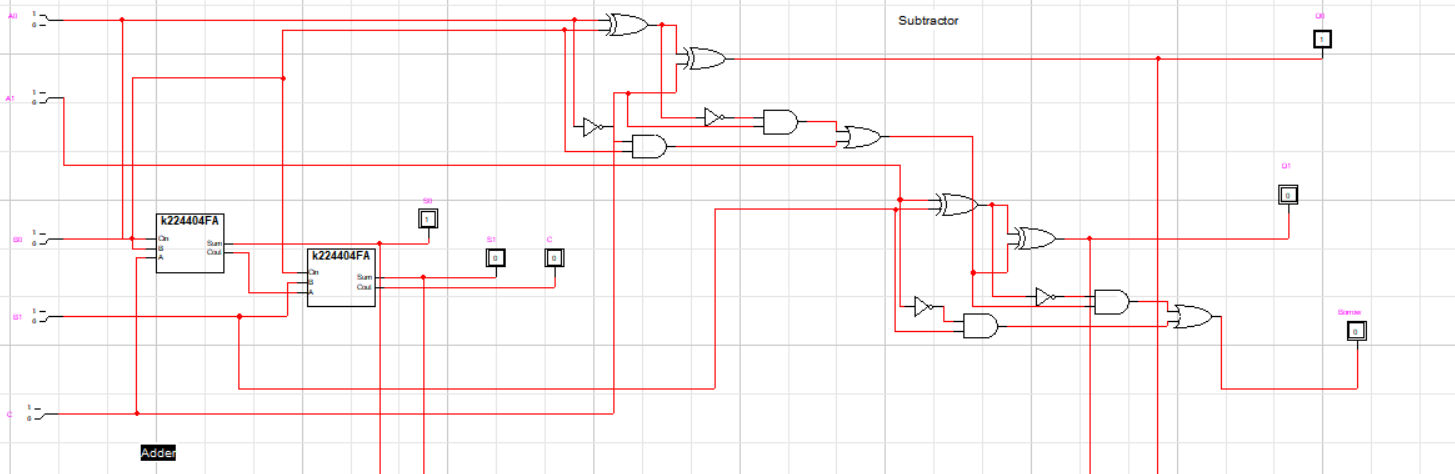 A0
1
0
Subtractor
D0
1
A1
1
0
D1
0
k224404FA
Cin
B
A
Sum
Cout
S0
1
B0
1
0
k224404FA
Cin
B
A
Sum
Cout
S1
0
C
0
B1
1
0
Borrow
0
C
1
0
Adder